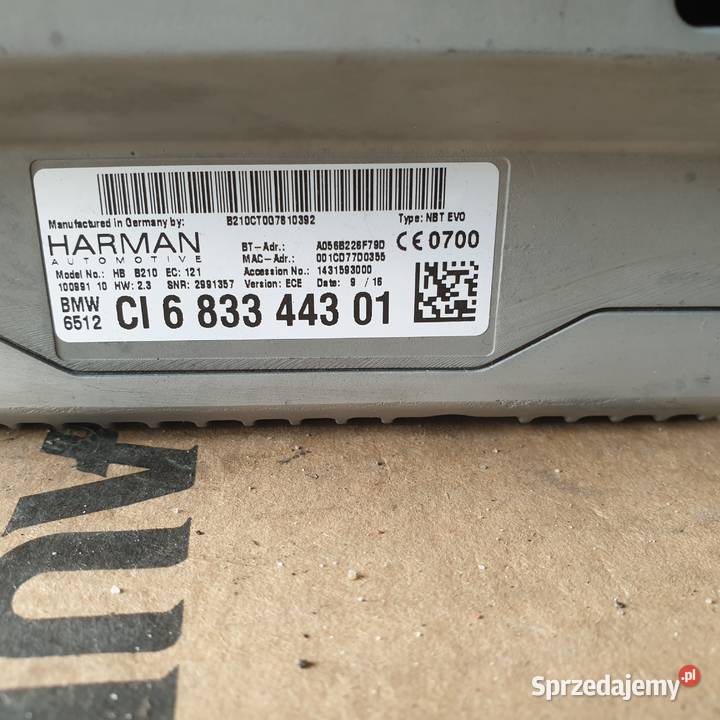 Manufactured in Germany by:
B210CT0G7810392
Type: NBT EVO
HARMAN
AUTOMOTIVE
BT-Adr.: A056B226F79D
CE 0700
MAC-Adr.: 001CD77D0355
Model No.: HB B210 EC: 121
Accession No.: 1431593000
100991 10 HW: 2.3 SNR: 2991357 Version: ECE Date: 9 / 16
BMW
6512
CI 6 833 443 01
Sprzedajemy.pl